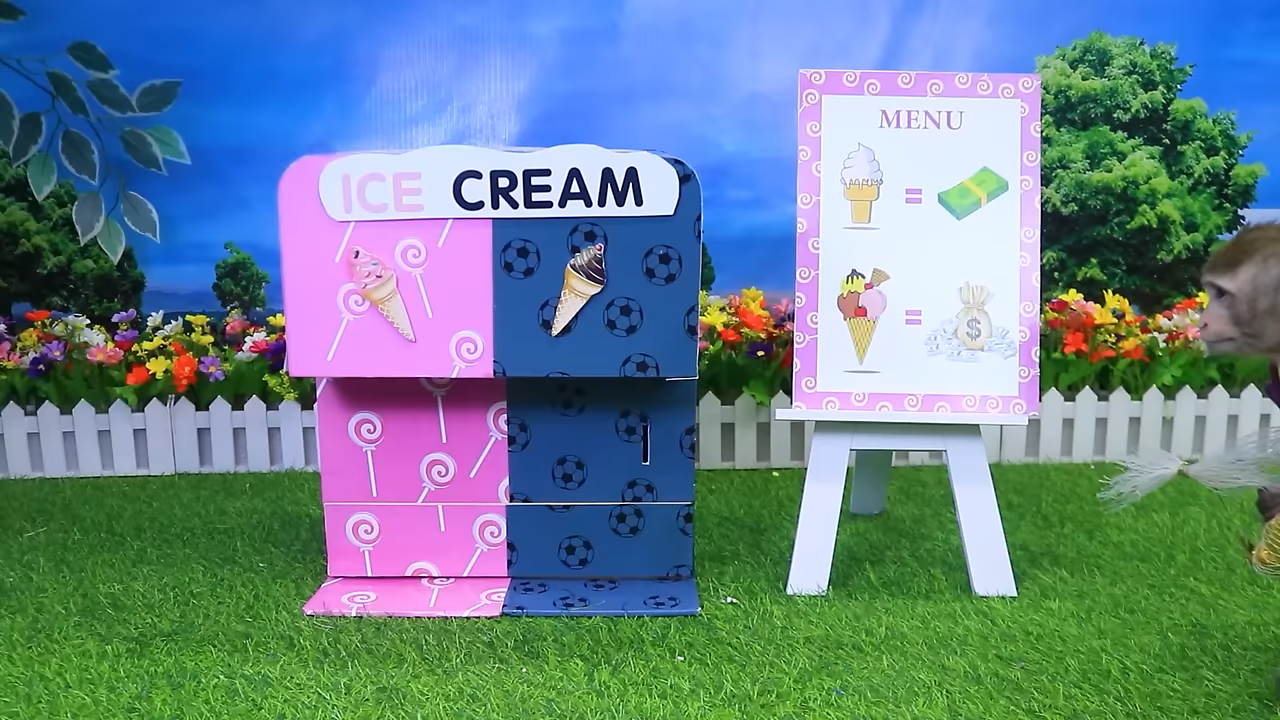 ICE CREAM
MENU
=
$
=